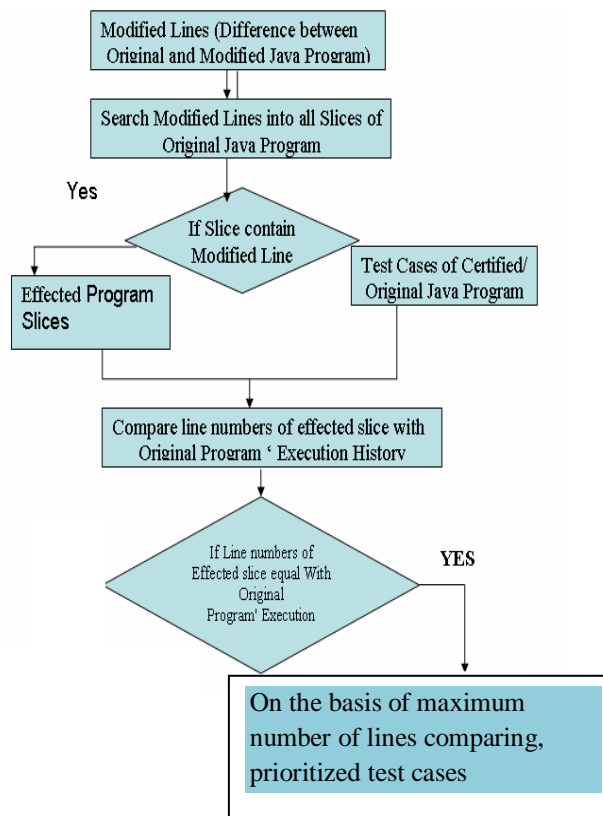 Modified Lines (Difference between
Original and Modified Java Program)
Search Modified Lines into all Slices of
Original Java Program
Yes
If Slice contain
Modified Line
Test Cases of Certified/
Original Java Program
Effected Program
Slices
Compare line numbers of effected slice with
Original Program ‘ Execution History
If Line numbers of
Effected slice equal With
Original
Program' Execution
YES
On the basis of maximum
number of lines comparing,
prioritized test cases